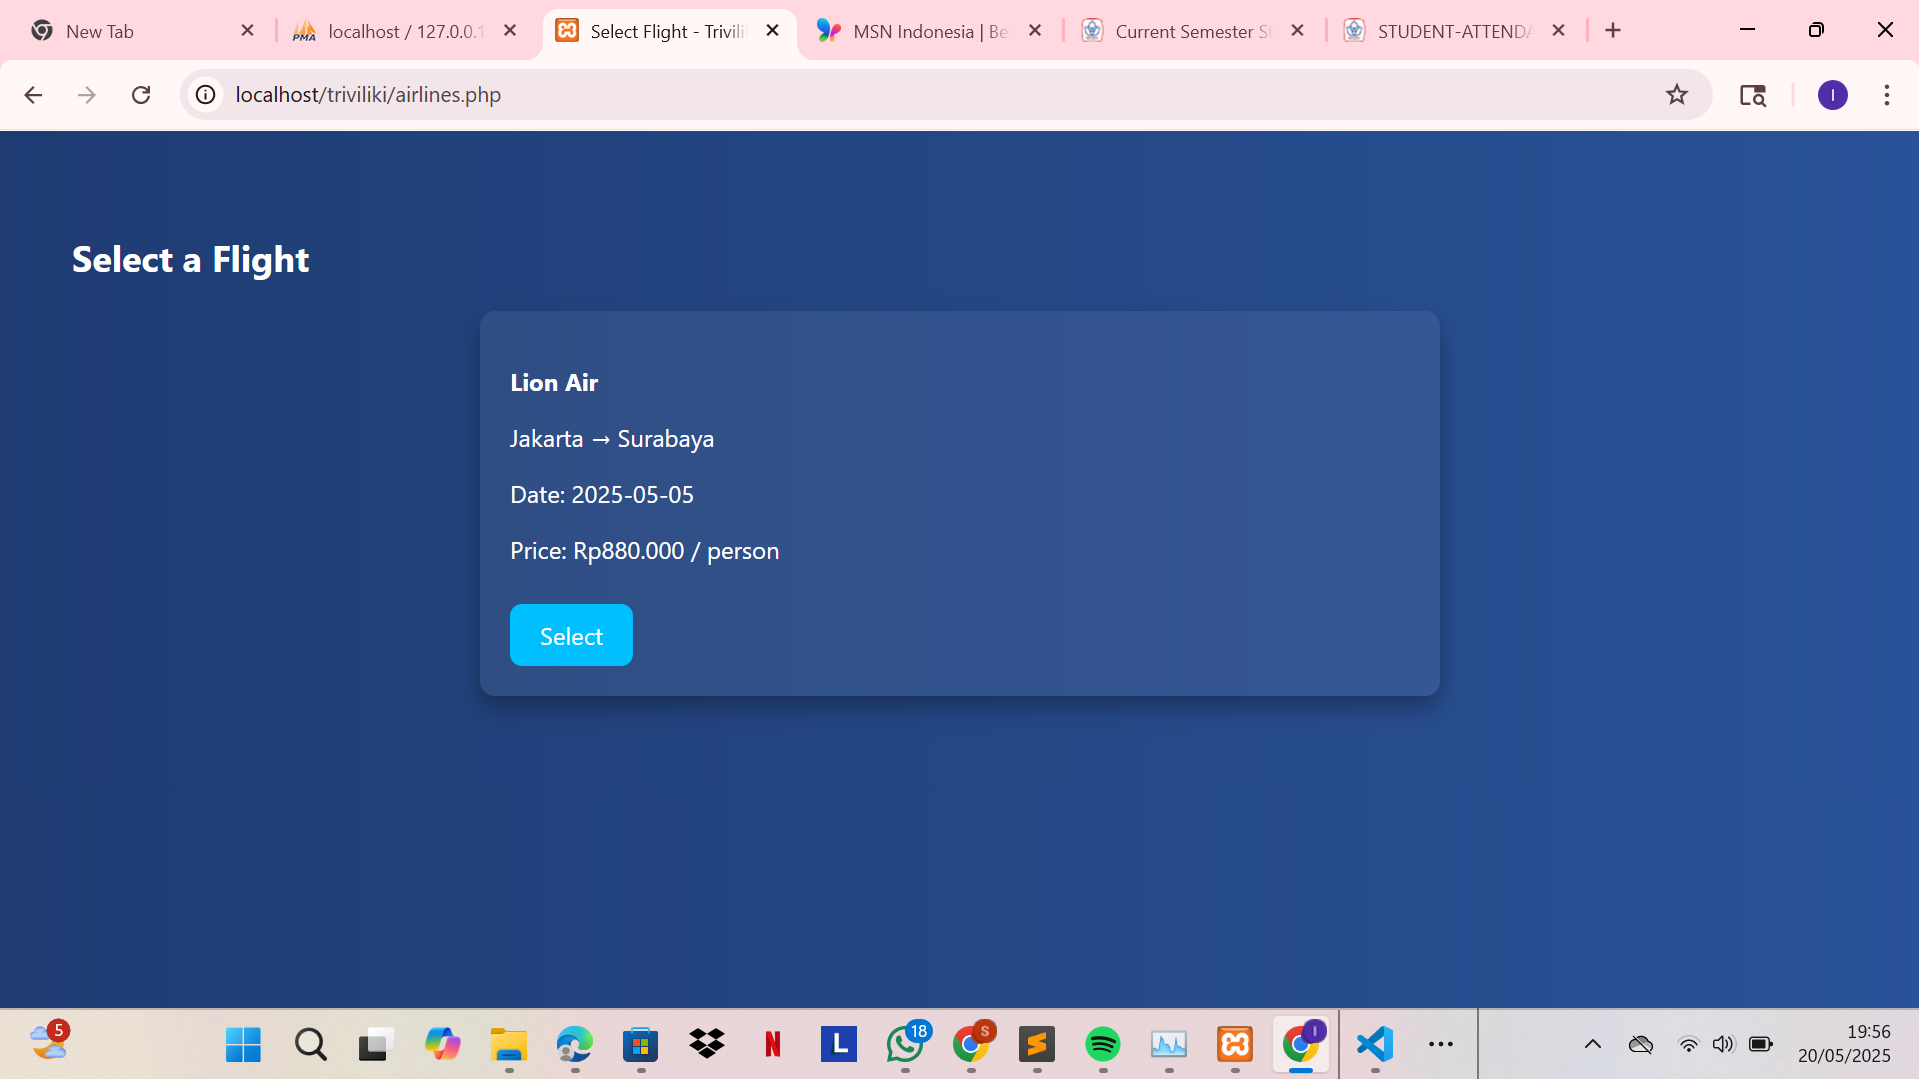 New Tab
localhost / 127.0.0.1
Select Flight - Trivili
MSN Indonesia | Be
Current Semester S
STUDENT-ATTENDA
localhost/triviliki/airlines.php
I
Select a Flight
Lion Air
Jakarta → Surabaya
Date: 2025-05-05
Price: Rp880.000 / person
Select
5
L
N
18
S
S
I
19:56
20/05/2025
PMA